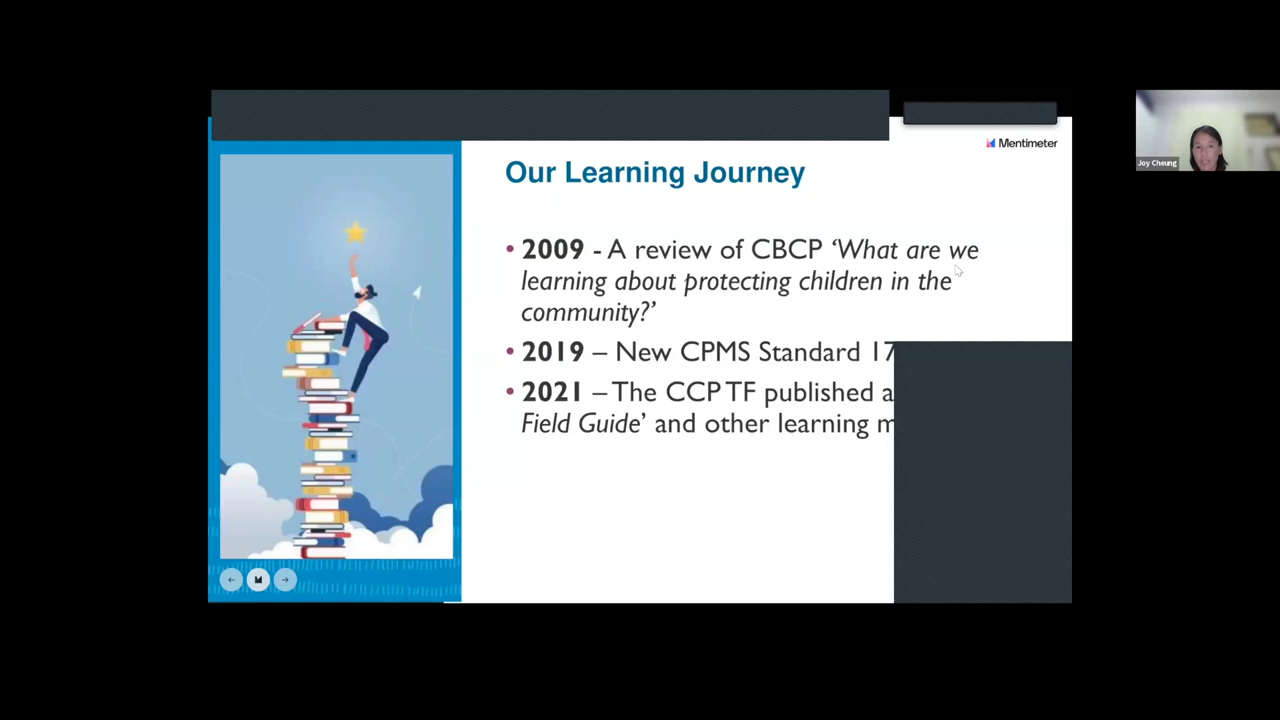 Mentimeter
Our Learning Journey
• 2009 - A review of CBCP ‘What are we
learning about protecting children in the
community?’
• 2019 – New CPMS Standard 17
• 2021 – The CCP TF published a
Field Guide’ and other learning m
Joy Cheung